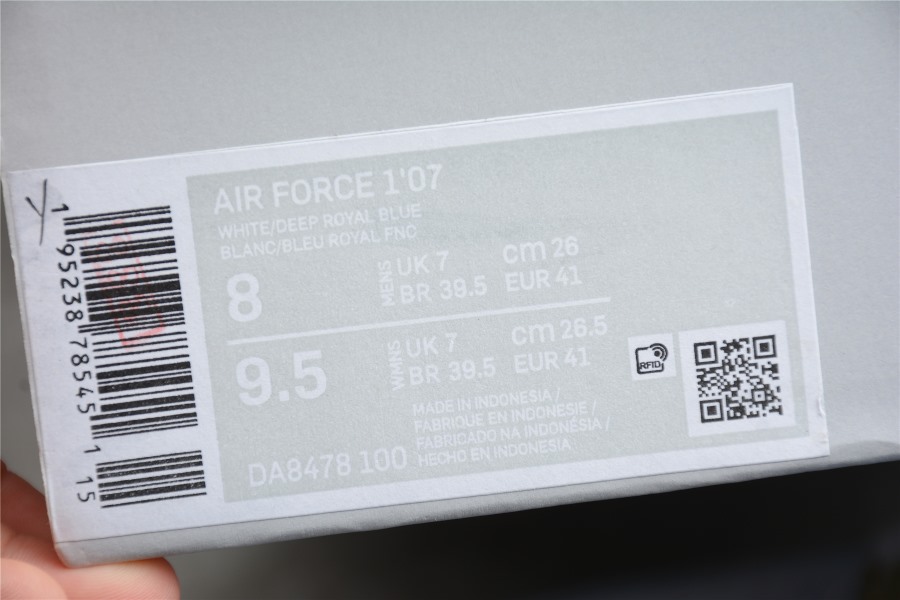 AIR FORCE 1'07
WHITE/DEEP ROYAL BLUE
BLANC/BLEU ROYAL FNC
8
MENS
UK 7
cm 26
BR 39.5
EUR 41
9.5
WMNS
UK 7
cm 26.5
BR 39.5
EUR 41
RFID
MADE IN INDONESIA /
FABRIQUE EN INDONESIE /
FABRICADO NA INDONÉSIA /
HECHO EN INDONESIA
DA8478 100
1 95238 78545 1 15